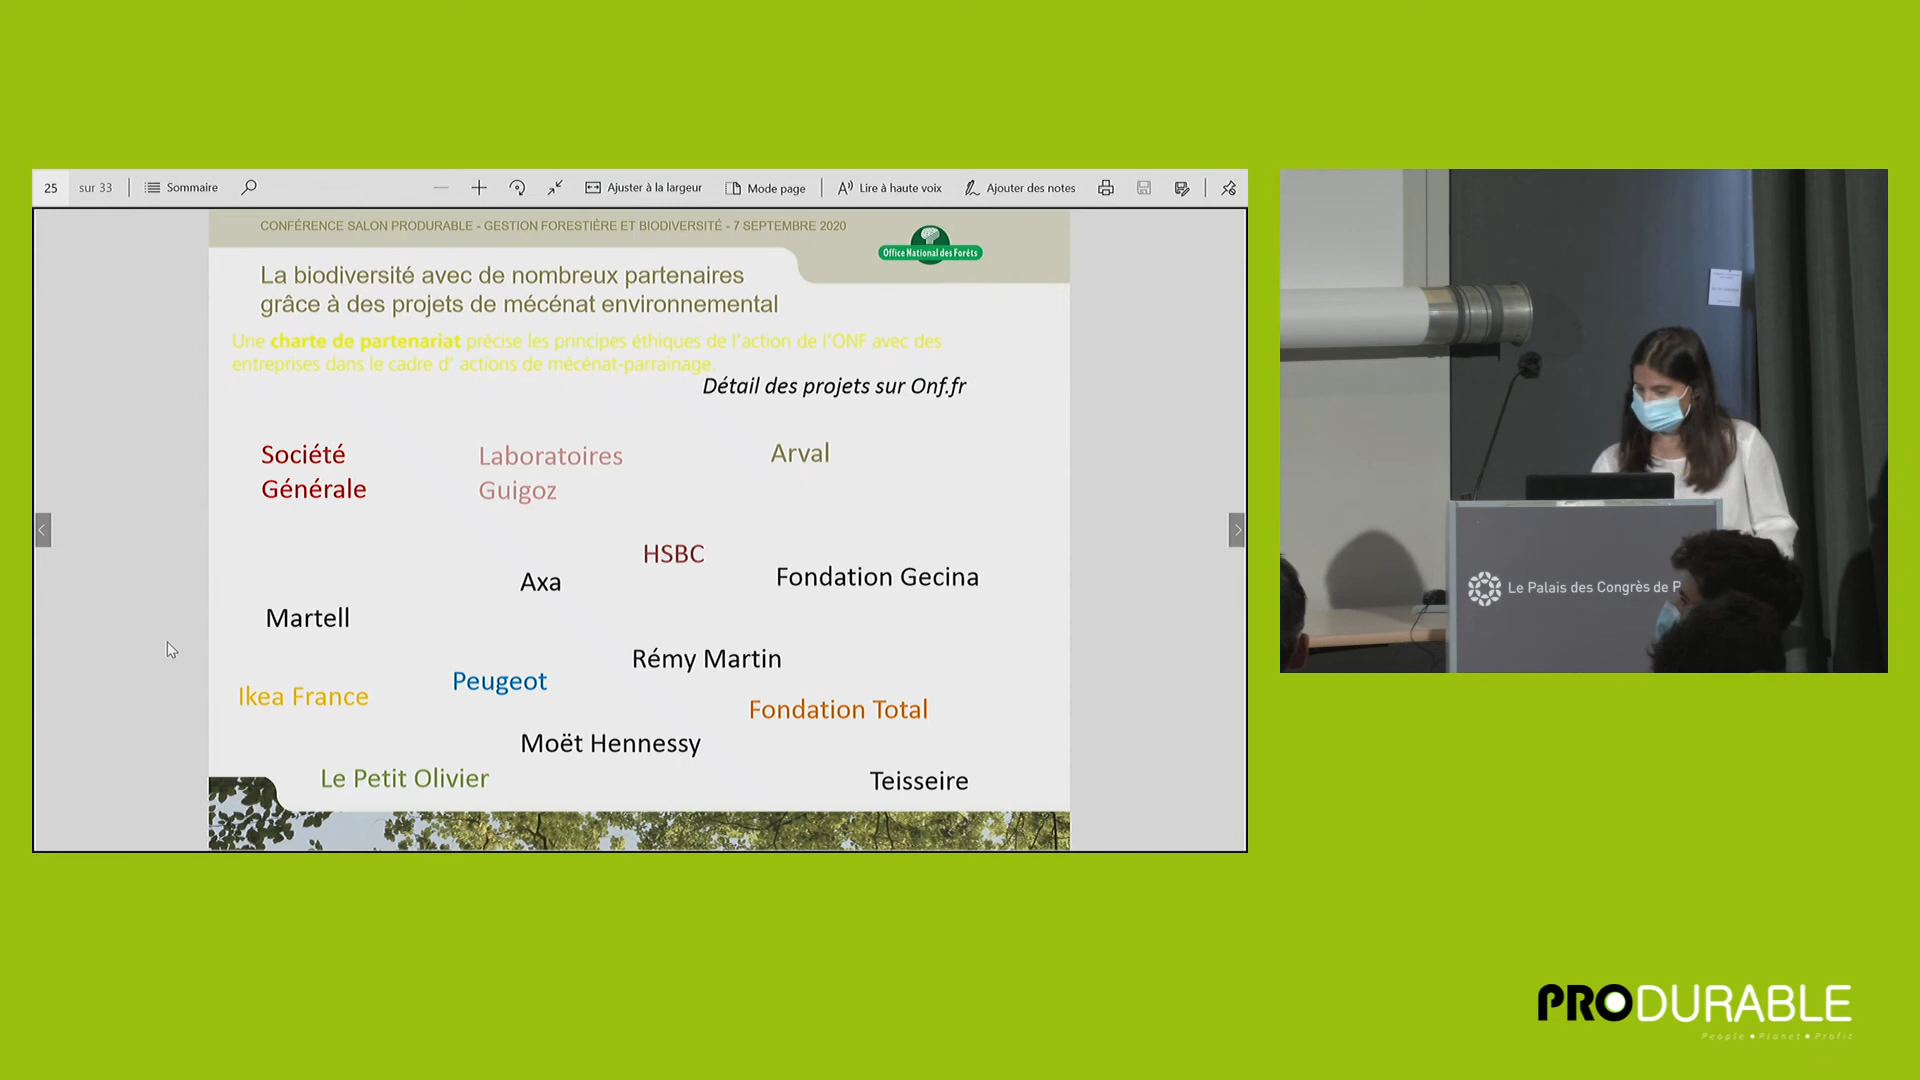 25 sur 33 Sommaire Ajuster à la largeur Mode page Lire à haute voix Ajouter des notes
CONFÉRENCE SALON PRODURABLE - GESTION FORESTIÈRE ET BIODIVERSITÉ - 7 SEPTEMBRE 2020
Office National des Forêts
La biodiversité avec de nombreux partenaires
grâce à des projets de mécénat environnemental
Une charte de partenariat précise les principes éthiques de l'action de l'ONF avec des
entreprises dans le cadre d' actions de mécénat-parrainage.
Détail des projets sur Onf.fr
Société
Générale
Laboratoires
Guigoz
Arval
HSBC
Axa
Fondation Gecina
Martell
Rémy Martin
Peugeot
Ikea France
Fondation Total
Moët Hennessy
Le Petit Olivier
Teisseire
Le Palais des Congrès de P
PRODURABLE
People • Planet • Profit